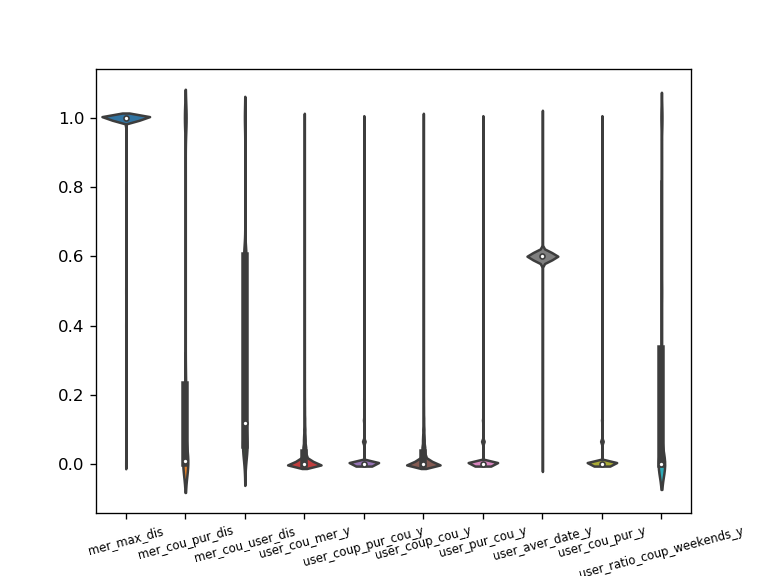 1.0
0.8
0.6
0.4
0.2
0.0
mer_max_dis
mer_cou_pur_dis
mer_cou_user_dis
user_cou_mer_y
user_coup_pur_cou_y
user_coup_cou_y
user_pur_cou_y
user_aver_date_y
user_cou_pur_y
user_ratio_coup_weekends_y